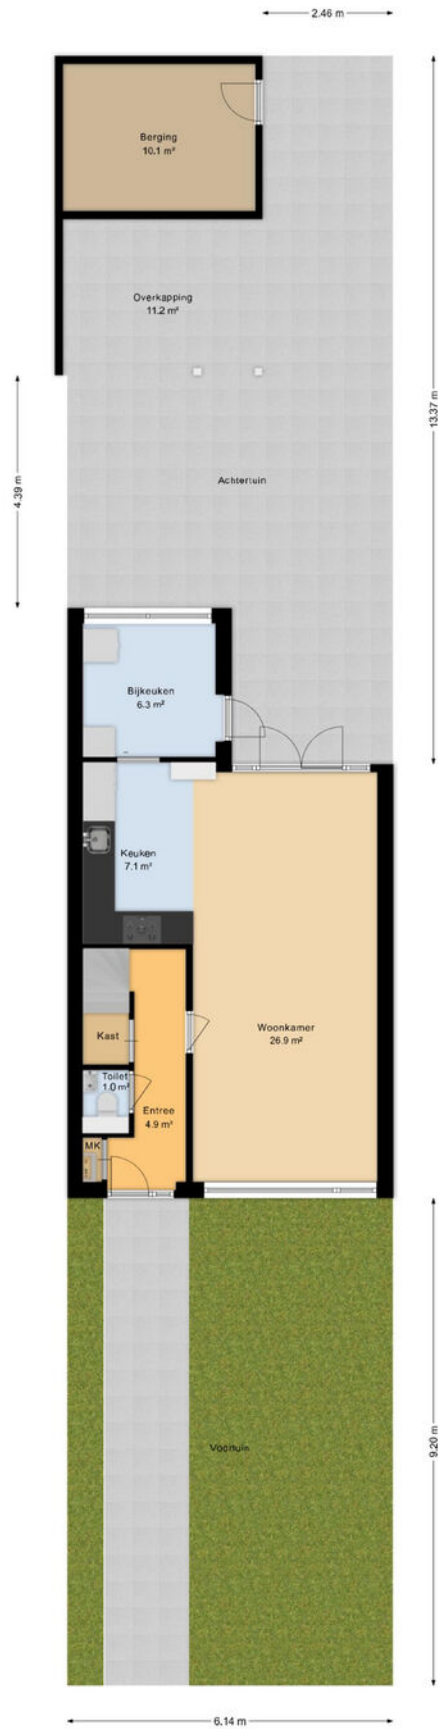 2.46 m
Berging
10.1 m²
Overkapping
11.2 m²
13.37 m
4.39 m
Achtertuin
Bijkeuken
6.3 m²
Keuken
7.1 m²
Kast
Woonkamer
26.9 m²
Toilet
1.0 m²
Entree
4.9 m²
MK
Voortuin
9.20 m
6.14 m